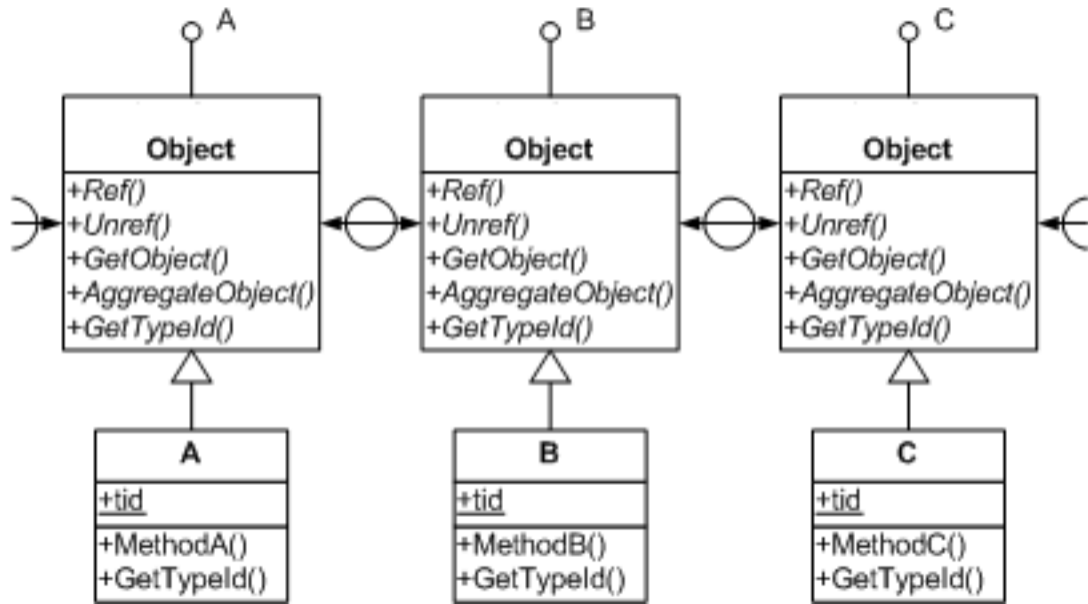 A
B
C
Object
Object
Object
+Ref()
+Unref()
+GetObject()
+AggregateObject()
+GetTypeId()
+Ref()
+Unref()
+GetObject()
+AggregateObject()
+GetTypeId()
+Ref()
+Unref()
+GetObject()
+AggregateObject()
+GetTypeId()
A
+tid
+MethodA()
+GetTypeId()
B
+tid
+MethodB()
+GetTypeId()
C
+tid
+MethodC()
+GetTypeId()